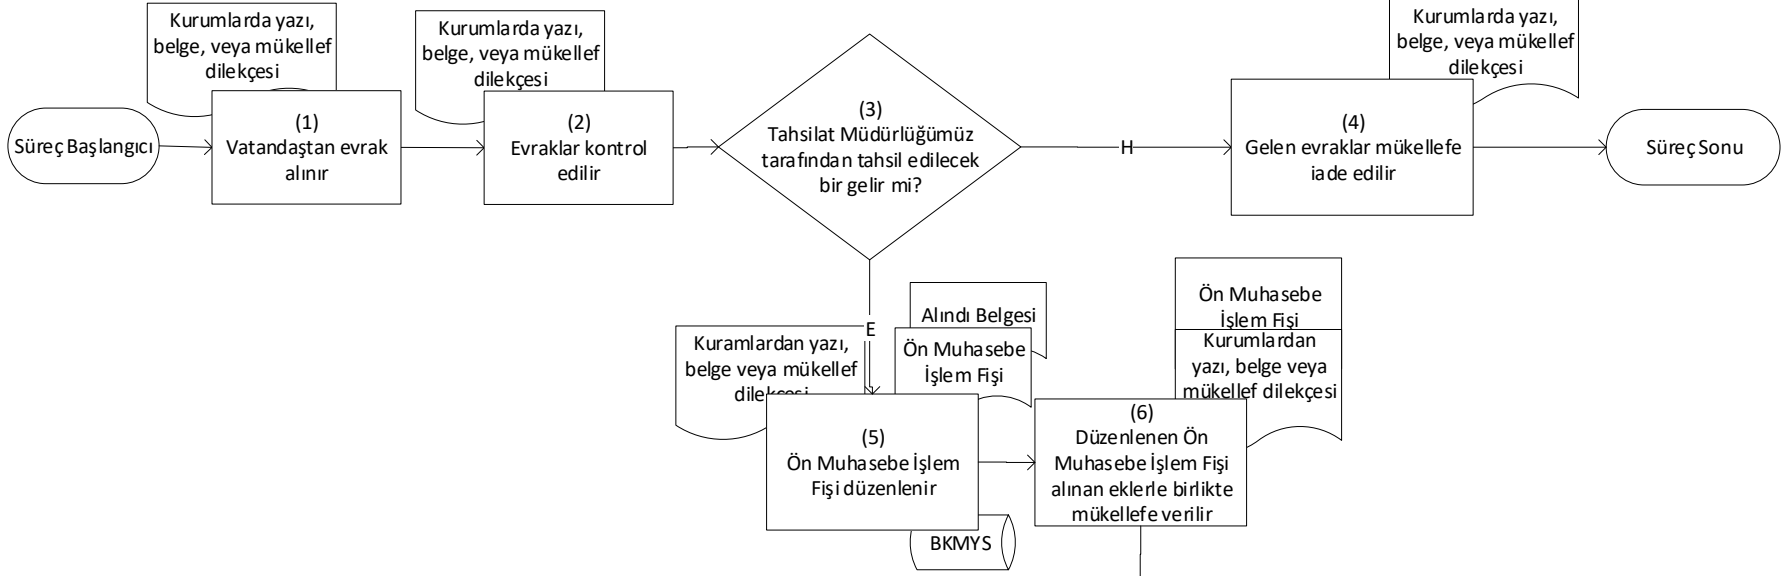 Kurumlarda yazı,
belge, veya mükellef
dilekçesi
Kurumlarda yazı,
belge, veya mükellef
dilekçesi
Kurumlarda yazı,
belge, veya mükellef
dilekçesi
Süreç Başlangıcı
(1)
Vatandaştan evrak
alınır
(2)
Evraklar kontrol
edilir
(3)
Tahsilat Müdürlüğümüz
tarafından tahsil edilecek
bir gelir mi?
H
(4)
Gelen evraklar mükellefe
iade edilir
Süreç Sonu
E
Kuramlardan yazı,
belge veya mükellef
dilekçesi
Alındı Belgesi
Ön Muhasebe
İşlem Fişi
Ön Muhasebe
İşlem Fişi
Kurumlardan
yazı, belge veya
mükellef dilekçesi
(5)
Ön Muhasebe İşlem
Fişi düzenlenir
BKMYS
(6)
Düzenlenen Ön
Muhasebe İşlem Fişi
alınan eklerle birlikte
mükellefe verilir